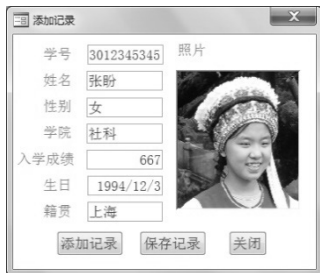 添加记录
学号 3012345345 照片
姓名 张盼
性别 女
学院 社科
入学成绩 667
生日 1994/12/3
籍贯 上海
添加记录 保存记录 关闭